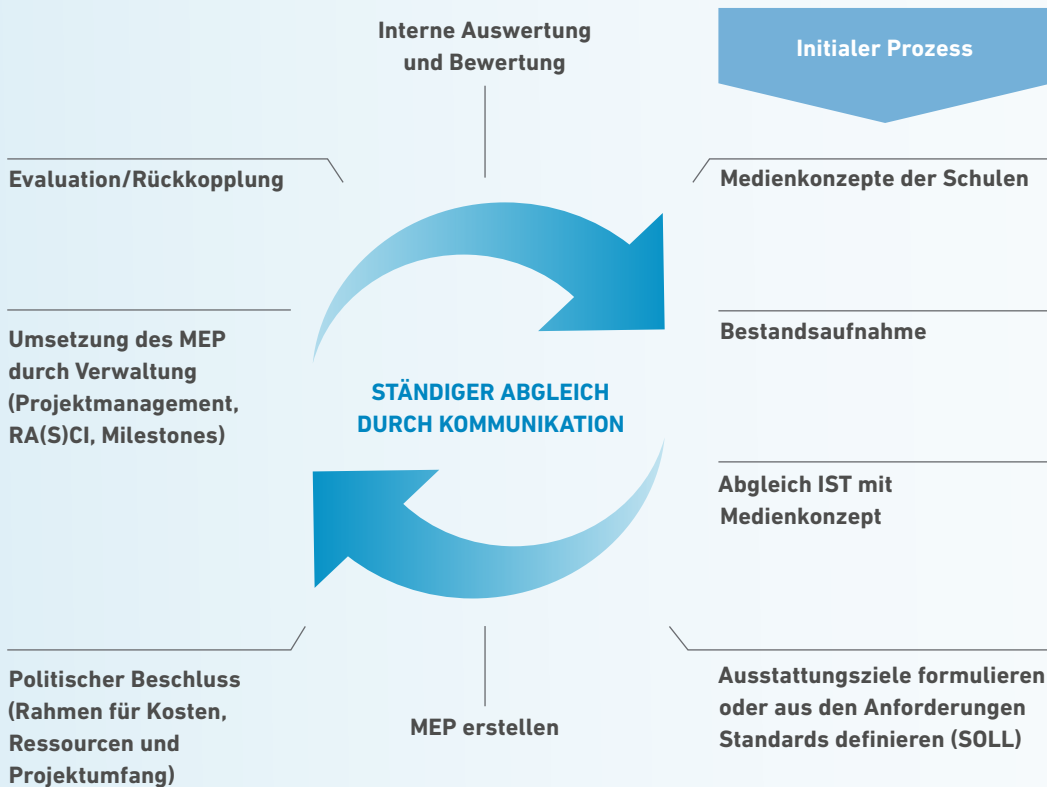 Interne Auswertung
und Bewertung
Initialer Prozess
Evaluation/Rückkopplung
Medienkonzepte der Schulen
Umsetzung des MEP
durch Verwaltung
(Projektmanagement,
RA(S)CI, Milestones)
Bestandsaufnahme
STÄNDIGER ABGLEICH
DURCH KOMMUNIKATION
Abgleich IST mit
Medienkonzept
Politischer Beschluss
(Rahmen für Kosten,
Ressourcen und
Projektumfang)
MEP erstellen
Ausstattungsziele formulieren
oder aus den Anforderungen
Standards definieren (SOLL)